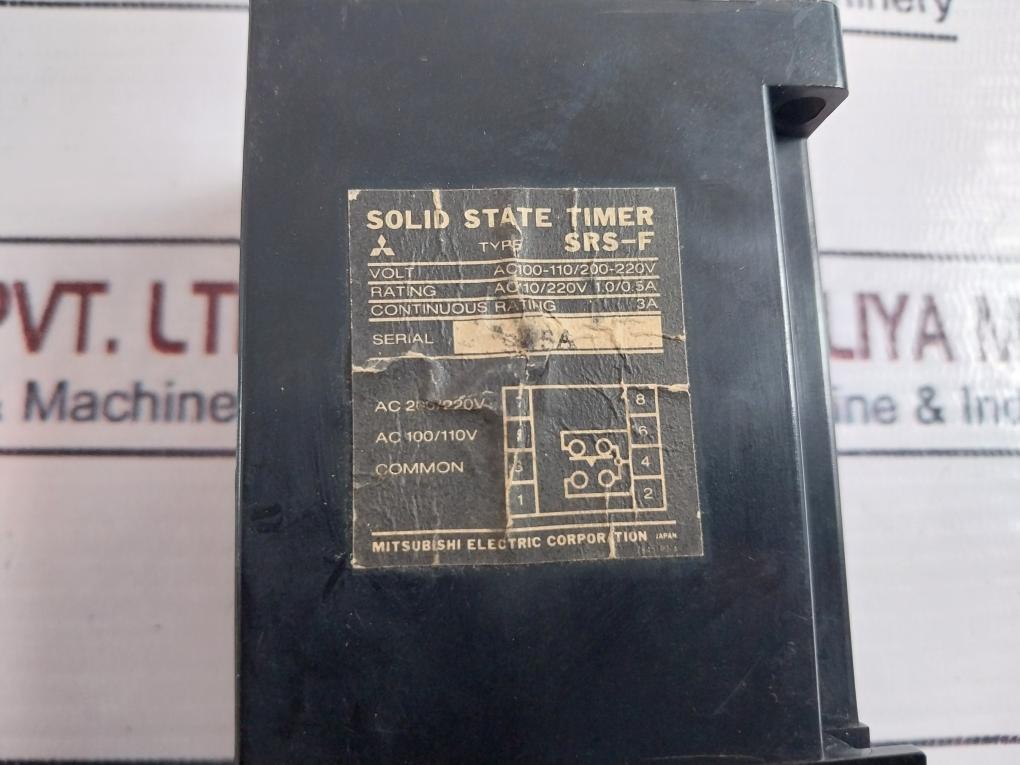 SOLID STATE TIMER
TYPE SRS-F
VOLT AC100-110/200-220V
RATING AC110/220V 1.0/0.5A
CONTINUOUS RATING 3A
SERIAL
AC 200/220V 7 8
AC 100/110V 6
COMMON 3 4
1 2
MITSUBISHI ELECTRIC CORPORATION JAPAN
PVT. LT
& Machine
inery
LIYA M
ine & Ind